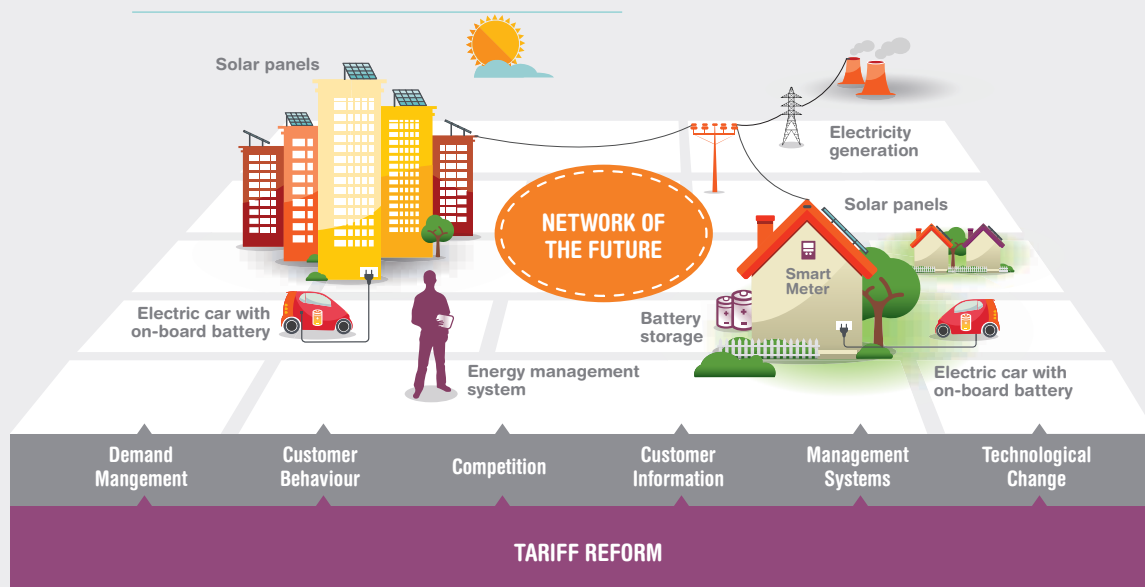 Solar panels
Electricity
generation
Solar panels
NETWORK OF
THE FUTURE
Smart
Meter
Electric car with
on-board battery
Battery
storage
Energy management
system
Electric car with
on-board battery
Demand
Mangement
Customer
Behaviour
Competition
Customer
Information
Management
Systems
Technological
Change
TARIFF REFORM